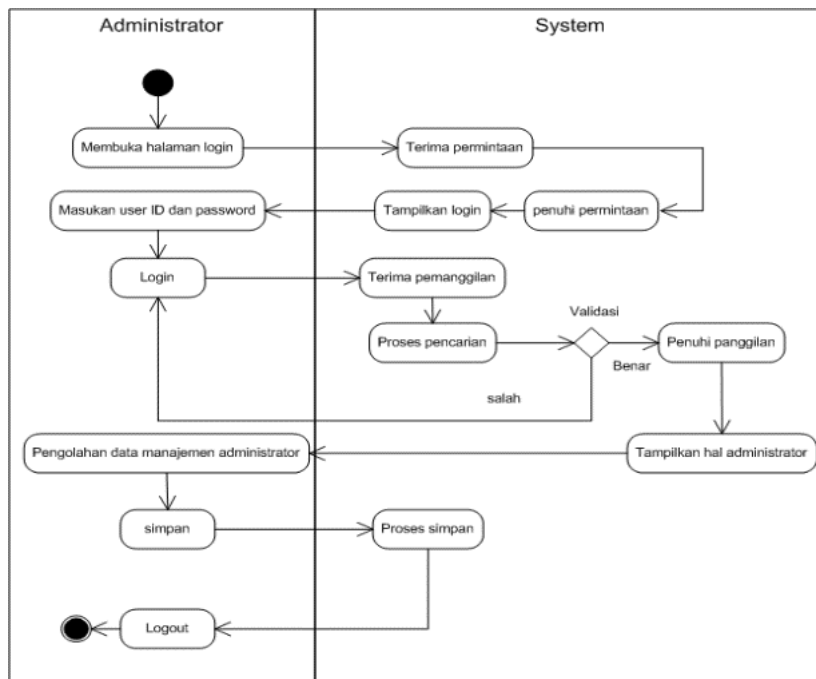 Administrator
System
Membuka halaman login
Terima permintaan
Masukan user ID dan password
Tampilkan login
penuhi permintaan
Login
Terima pemanggilan
Validasi
Proses pencarian
Penuhi panggilan
Benar
salah
Pengolahan data manajemen administrator
Tampilkan hal administrator
simpan
Proses simpan
Logout